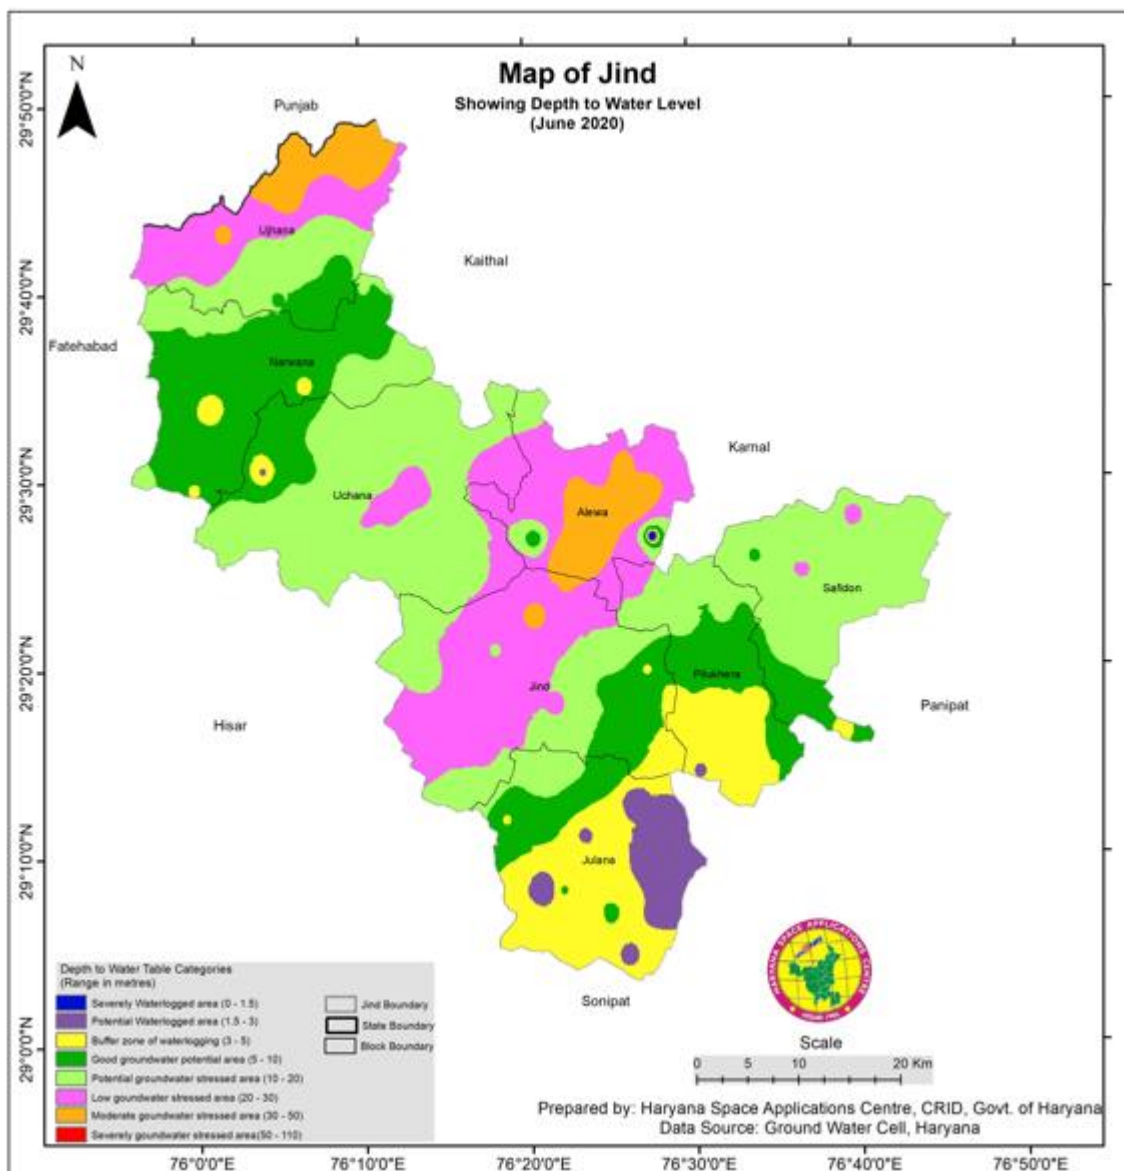 Map of Jind
Showing Depth to Water Level
(June 2020)
N
Punjab
Kaithal
Fatehabad
Karnal
Hisar
Panipat
Sonipat
Ujhana
Narwana
Uchana
Alewa
Safidon
Jind
Pilukhera
Julana
29°50'0"N
29°40'0"N
29°30'0"N
29°20'0"N
29°10'0"N
29°0'0"N
Depth to Water Table Categories
(Range in metres)
Severely Waterlogged area (0 - 1.5)
Potential Waterlogged area (1.5 - 3)
Buffer zone of waterlogging (3 - 5)
Good groundwater potential area (5 - 10)
Potential groundwater stressed area (10 - 20)
Low goundwater stressed area (20 - 30)
Moderate goundwater stressed area (30 - 50)
Severely goundwater stressed area(50 - 110)
Jind Boundary
State Boundary
Block Boundary
HARYANA SPACE APPLICATIONS CENTRE
Scale
0 5 10 20 Km
Prepared by: Haryana Space Applications Centre, CRID, Govt. of Haryana
Data Source: Ground Water Cell, Haryana
76°0'0"E 76°10'0"E 76°20'0"E 76°30'0"E 76°40'0"E 76°50'0"E